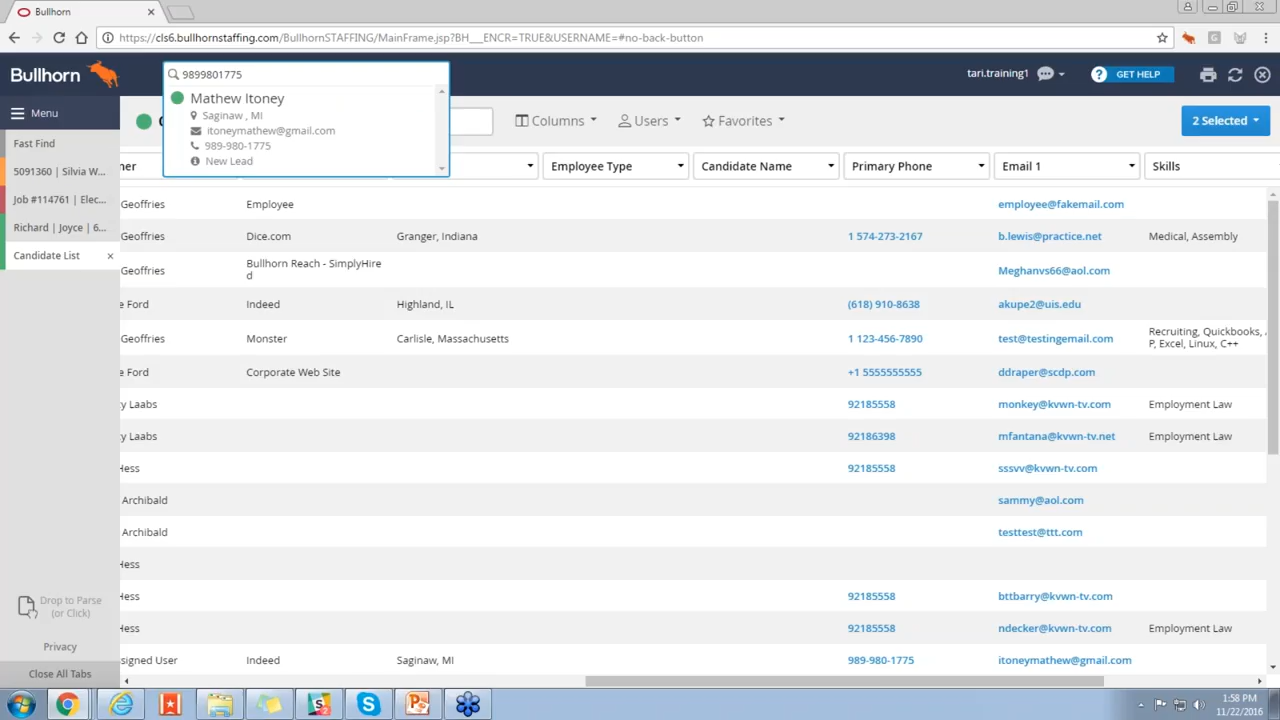 Bullhorn
https://cls6.bullhornstaffing.com/BullhornSTAFFING/MainFrame.jsp?BH___ENCR=TRUE&USERNAME=#no-back-button
Bullhorn
9899801775
tari.training1
? GET HELP
Menu
Mathew Itoney
Saginaw , MI
itoneymathew@gmail.com
989-980-1775
New Lead
Columns
Users
Favorites
2 Selected
Fast Find
5091360 | Silvia W...
Job #114761 | Elec...
Richard | Joyce | 6...
Candidate List
ner Employee Type Candidate Name Primary Phone Email 1 Skills
Geoffries Employee employee@fakemail.com
Geoffries Dice.com Granger, Indiana 1 574-273-2167 b.lewis@practice.net Medical, Assembly
Geoffries Bullhorn Reach - SimplyHire
d Meghanvs66@aol.com
e Ford Indeed Highland, IL (618) 910-8638 akupe2@uis.edu
Geoffries Monster Carlisle, Massachusetts 1 123-456-7890 test@testingemail.com Recruiting, Quickbooks,
P, Excel, Linux, C++
e Ford Corporate Web Site +1 5555555555 ddraper@scdp.com
y Laabs 92185558 monkey@kvwn-tv.com Employment Law
y Laabs 92186398 mfantana@kvwn-tv.net Employment Law
Hess 92185558 sssvv@kvwn-tv.com
Archibald sammy@aol.com
Archibald testtest@ttt.com
Hess
Hess 92185558 bttbarry@kvwn-tv.com
Hess 92185558 ndecker@kvwn-tv.com Employment Law
signed User Indeed Saginaw, MI 989-980-1775 itoneymathew@gmail.com
Drop to Parse
(or Click)
Privacy
Close All Tabs
1:58 PM
11/22/2016